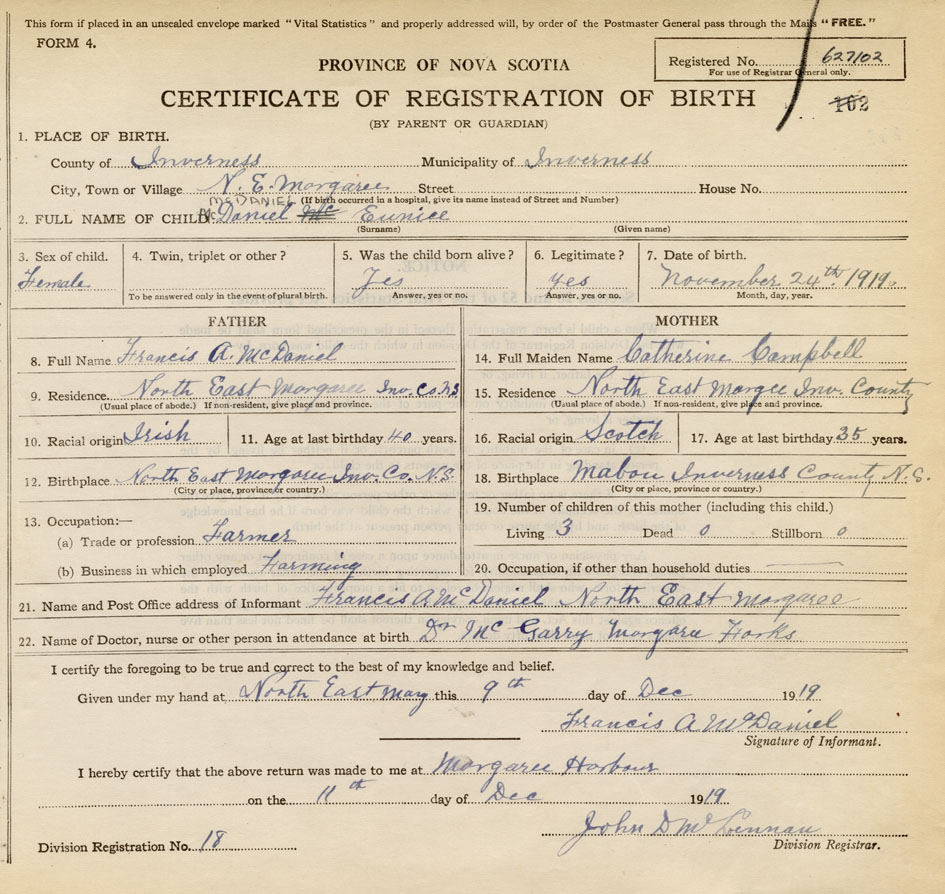 This form if placed in an unsealed envelope marked "Vital Statistics" and properly addressed will, by order of the Postmaster General pass through the Mails "FREE."
FORM 4.
Registered No. 627102
For use of Registrar General only.
PROVINCE OF NOVA SCOTIA
CERTIFICATE OF REGISTRATION OF BIRTH
102
(BY PARENT OR GUARDIAN)
1. PLACE OF BIRTH.
County of Inverness Municipality of Inverness
City, Town or Village N. E. Margaree Street House No.
McDANIEL (If birth occurred in a hospital, give its name instead of Street and Number)
2. FULL NAME OF CHILD McDaniel Mc Eunice
(Surname) (Given name)
3. Sex of child. 4. Twin, triplet or other? 5. Was the child born alive? 6. Legitimate? 7. Date of birth.
Female Yes yes November 24th 1919.
To be answered only in the event of plural birth. Answer, yes or no. Answer, yes or no. Month, day, year.
FATHER
8. Full Name Francis A. McDaniel
9. Residence North East Margaree Inv. Co. N.S
(Usual place of abode.) If non-resident, give place and province.
10. Racial origin Irish 11. Age at last birthday 40 years.
12. Birthplace North East Margaree Inv. Co. N.S.
(City or place, province or country.)
13. Occupation:—
(a) Trade or profession Farmer
(b) Business in which employed Farming
MOTHER
14. Full Maiden Name Catherine Campbell
15. Residence North East Margee Inv. County
(Usual place of abode.) If non-resident, give place and province.
16. Racial origin Scotch 17. Age at last birthday 35 years.
18. Birthplace Mabou Inverness County N.S.
(City or place, province or country.)
19. Number of children of this mother (including this child.)
Living 3 Dead 0 Stillborn 0
20. Occupation, if other than household duties
21. Name and Post Office address of Informant Francis A. McDaniel North East Margaree
22. Name of Doctor, nurse or other person in attendance at birth Dr McGarry Margaree Forks
I certify the foregoing to be true and correct to the best of my knowledge and belief.
Given under my hand at North East Marg this 9th day of Dec 1919
Francis A McDaniel
Signature of Informant.
I hereby certify that the above return was made to me at Margaree Harbour
on the 11th day of Dec 1919
John D McLennan
Division Registration No. 18 Division Registrar.